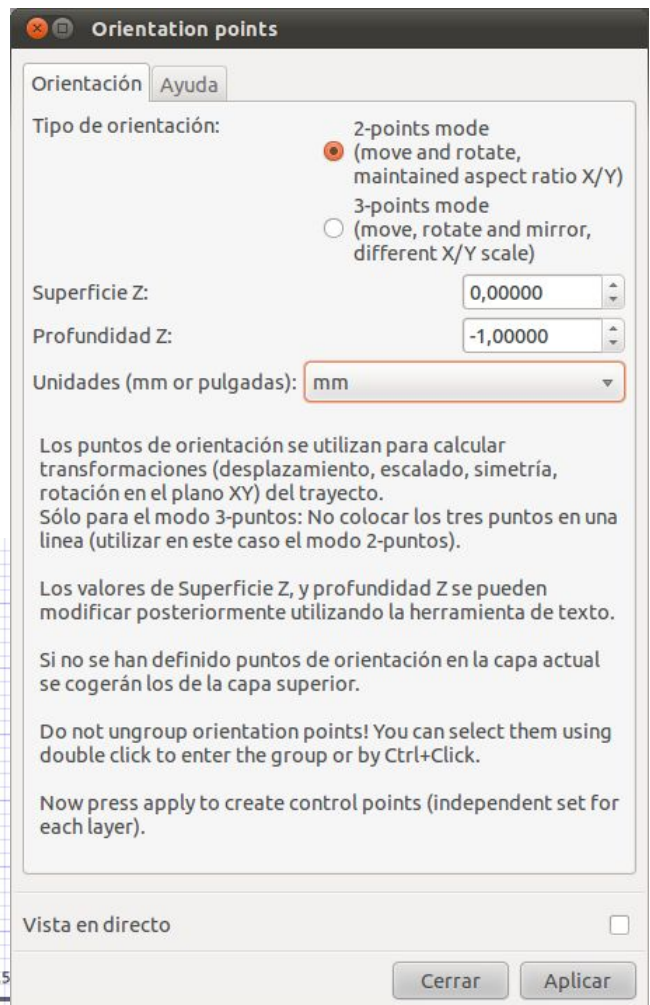 Orientation points
Orientación Ayuda
Tipo de orientación:
2-points mode
(move and rotate,
maintained aspect ratio X/Y)
3-points mode
(move, rotate and mirror,
different X/Y scale)
Superficie Z: 0,00000
Profundidad Z: -1,00000
Unidades (mm or pulgadas): mm
Los puntos de orientación se utilizan para calcular
transformaciones (desplazamiento, escalado, simetría,
rotación en el plano XY) del trayecto.
Sólo para el modo 3-puntos: No colocar los tres puntos en una
linea (utilizar en este caso el modo 2-puntos).
Los valores de Superficie Z, y profundidad Z se pueden
modificar posteriormente utilizando la herramienta de texto.
Si no se han definido puntos de orientación en la capa actual
se cogerán los de la capa superior.
Do not ungroup orientation points! You can select them using
double click to enter the group or by Ctrl+Click.
Now press apply to create control points (independent set for
each layer).
Vista en directo
5
Cerrar Aplicar